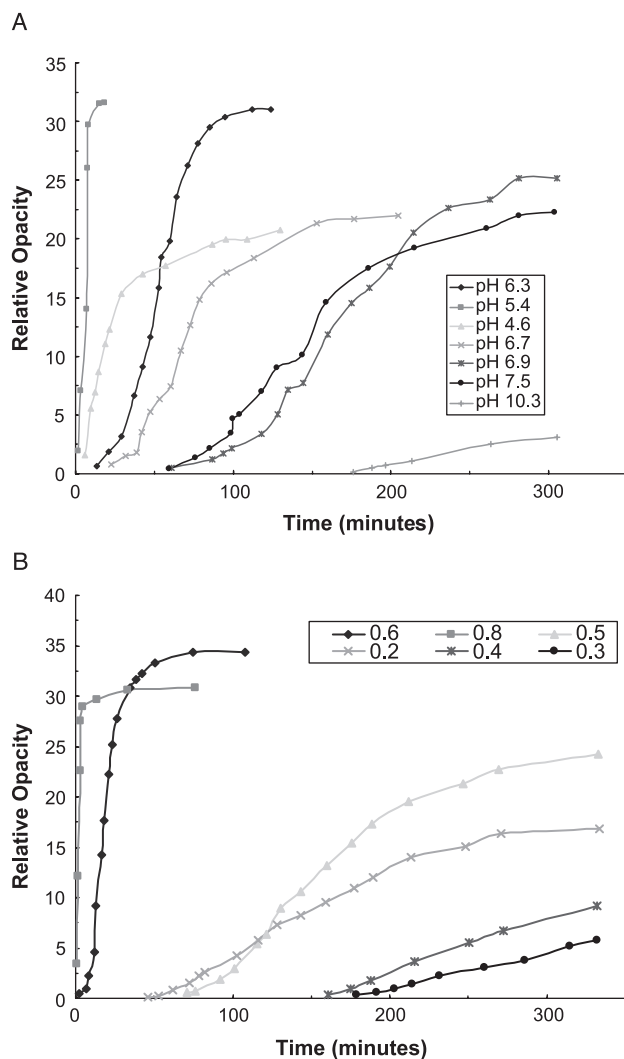 A
35
30
25
20
15
10
5
0
Relative Opacity
pH 6.3
pH 5.4
pH 4.6
pH 6.7
pH 6.9
pH 7.5
pH 10.3
0 100 200 300
Time (minutes)
B
40
35
30
25
20
15
10
5
0
Relative Opacity
0.6 0.8 0.5
0.2 0.4 0.3
0 100 200 300
Time (minutes)